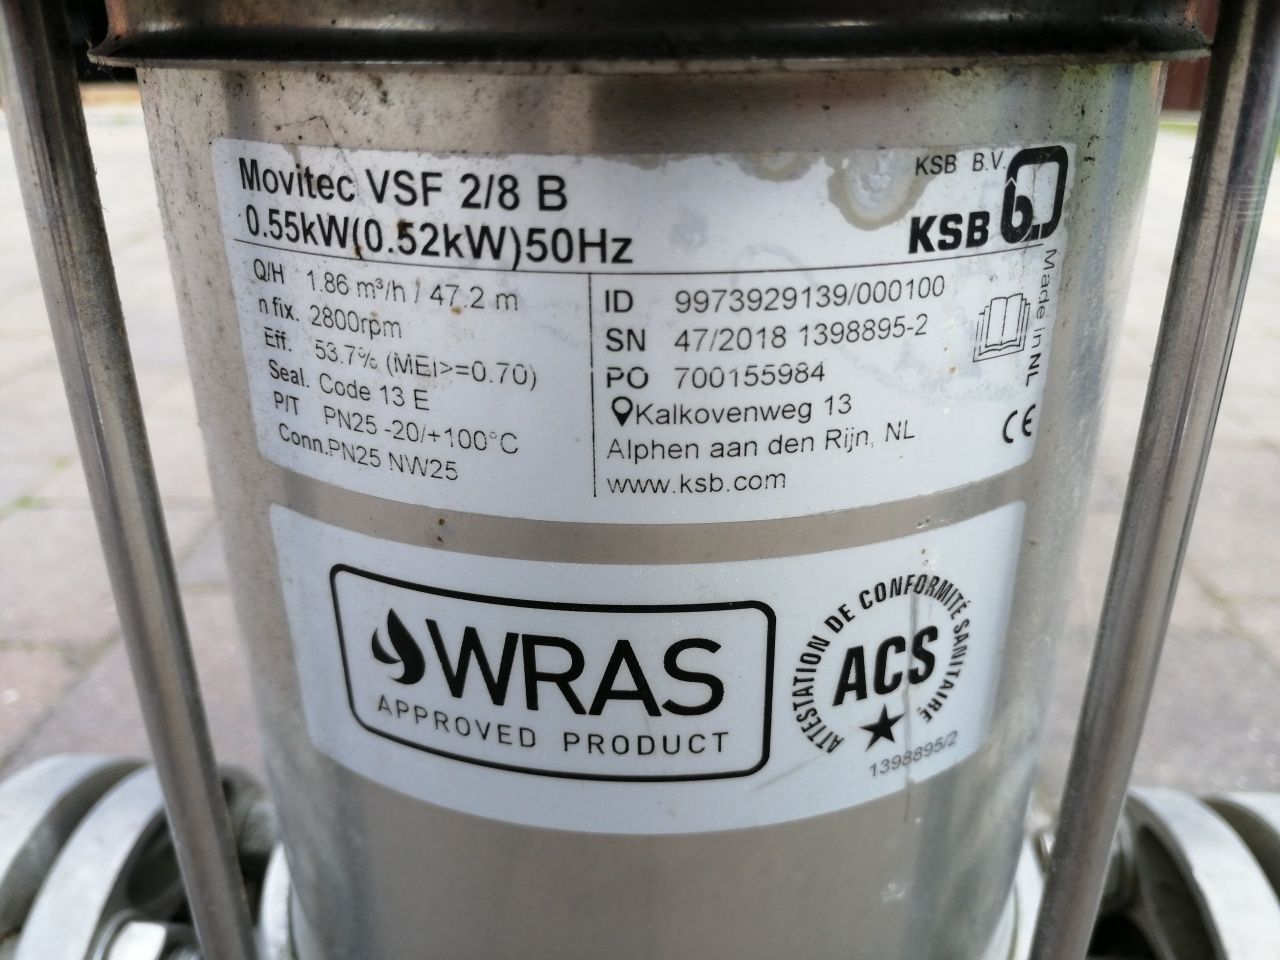 Movitec VSF 2/8 B
0.55kW(0.52kW)50Hz
KSB B.V.
KSB
Q/H 1.86 m³/h / 47.2 m
n fix. 2800rpm
Eff. 53.7% (MEI>=0.70)
Seal. Code 13 E
P/T PN25 -20/+100°C
Conn.PN25 NW25
ID 9973929139/000100
SN 47/2018 1398895-2
PO 700155984
Kalkovenweg 13
Alphen aan den Rijn, NL
www.ksb.com
Made in NL
CE
WRAS
APPROVED PRODUCT
ATTESTATION DE CONFORMITÉ SANITAIRE
ACS
1398895/2